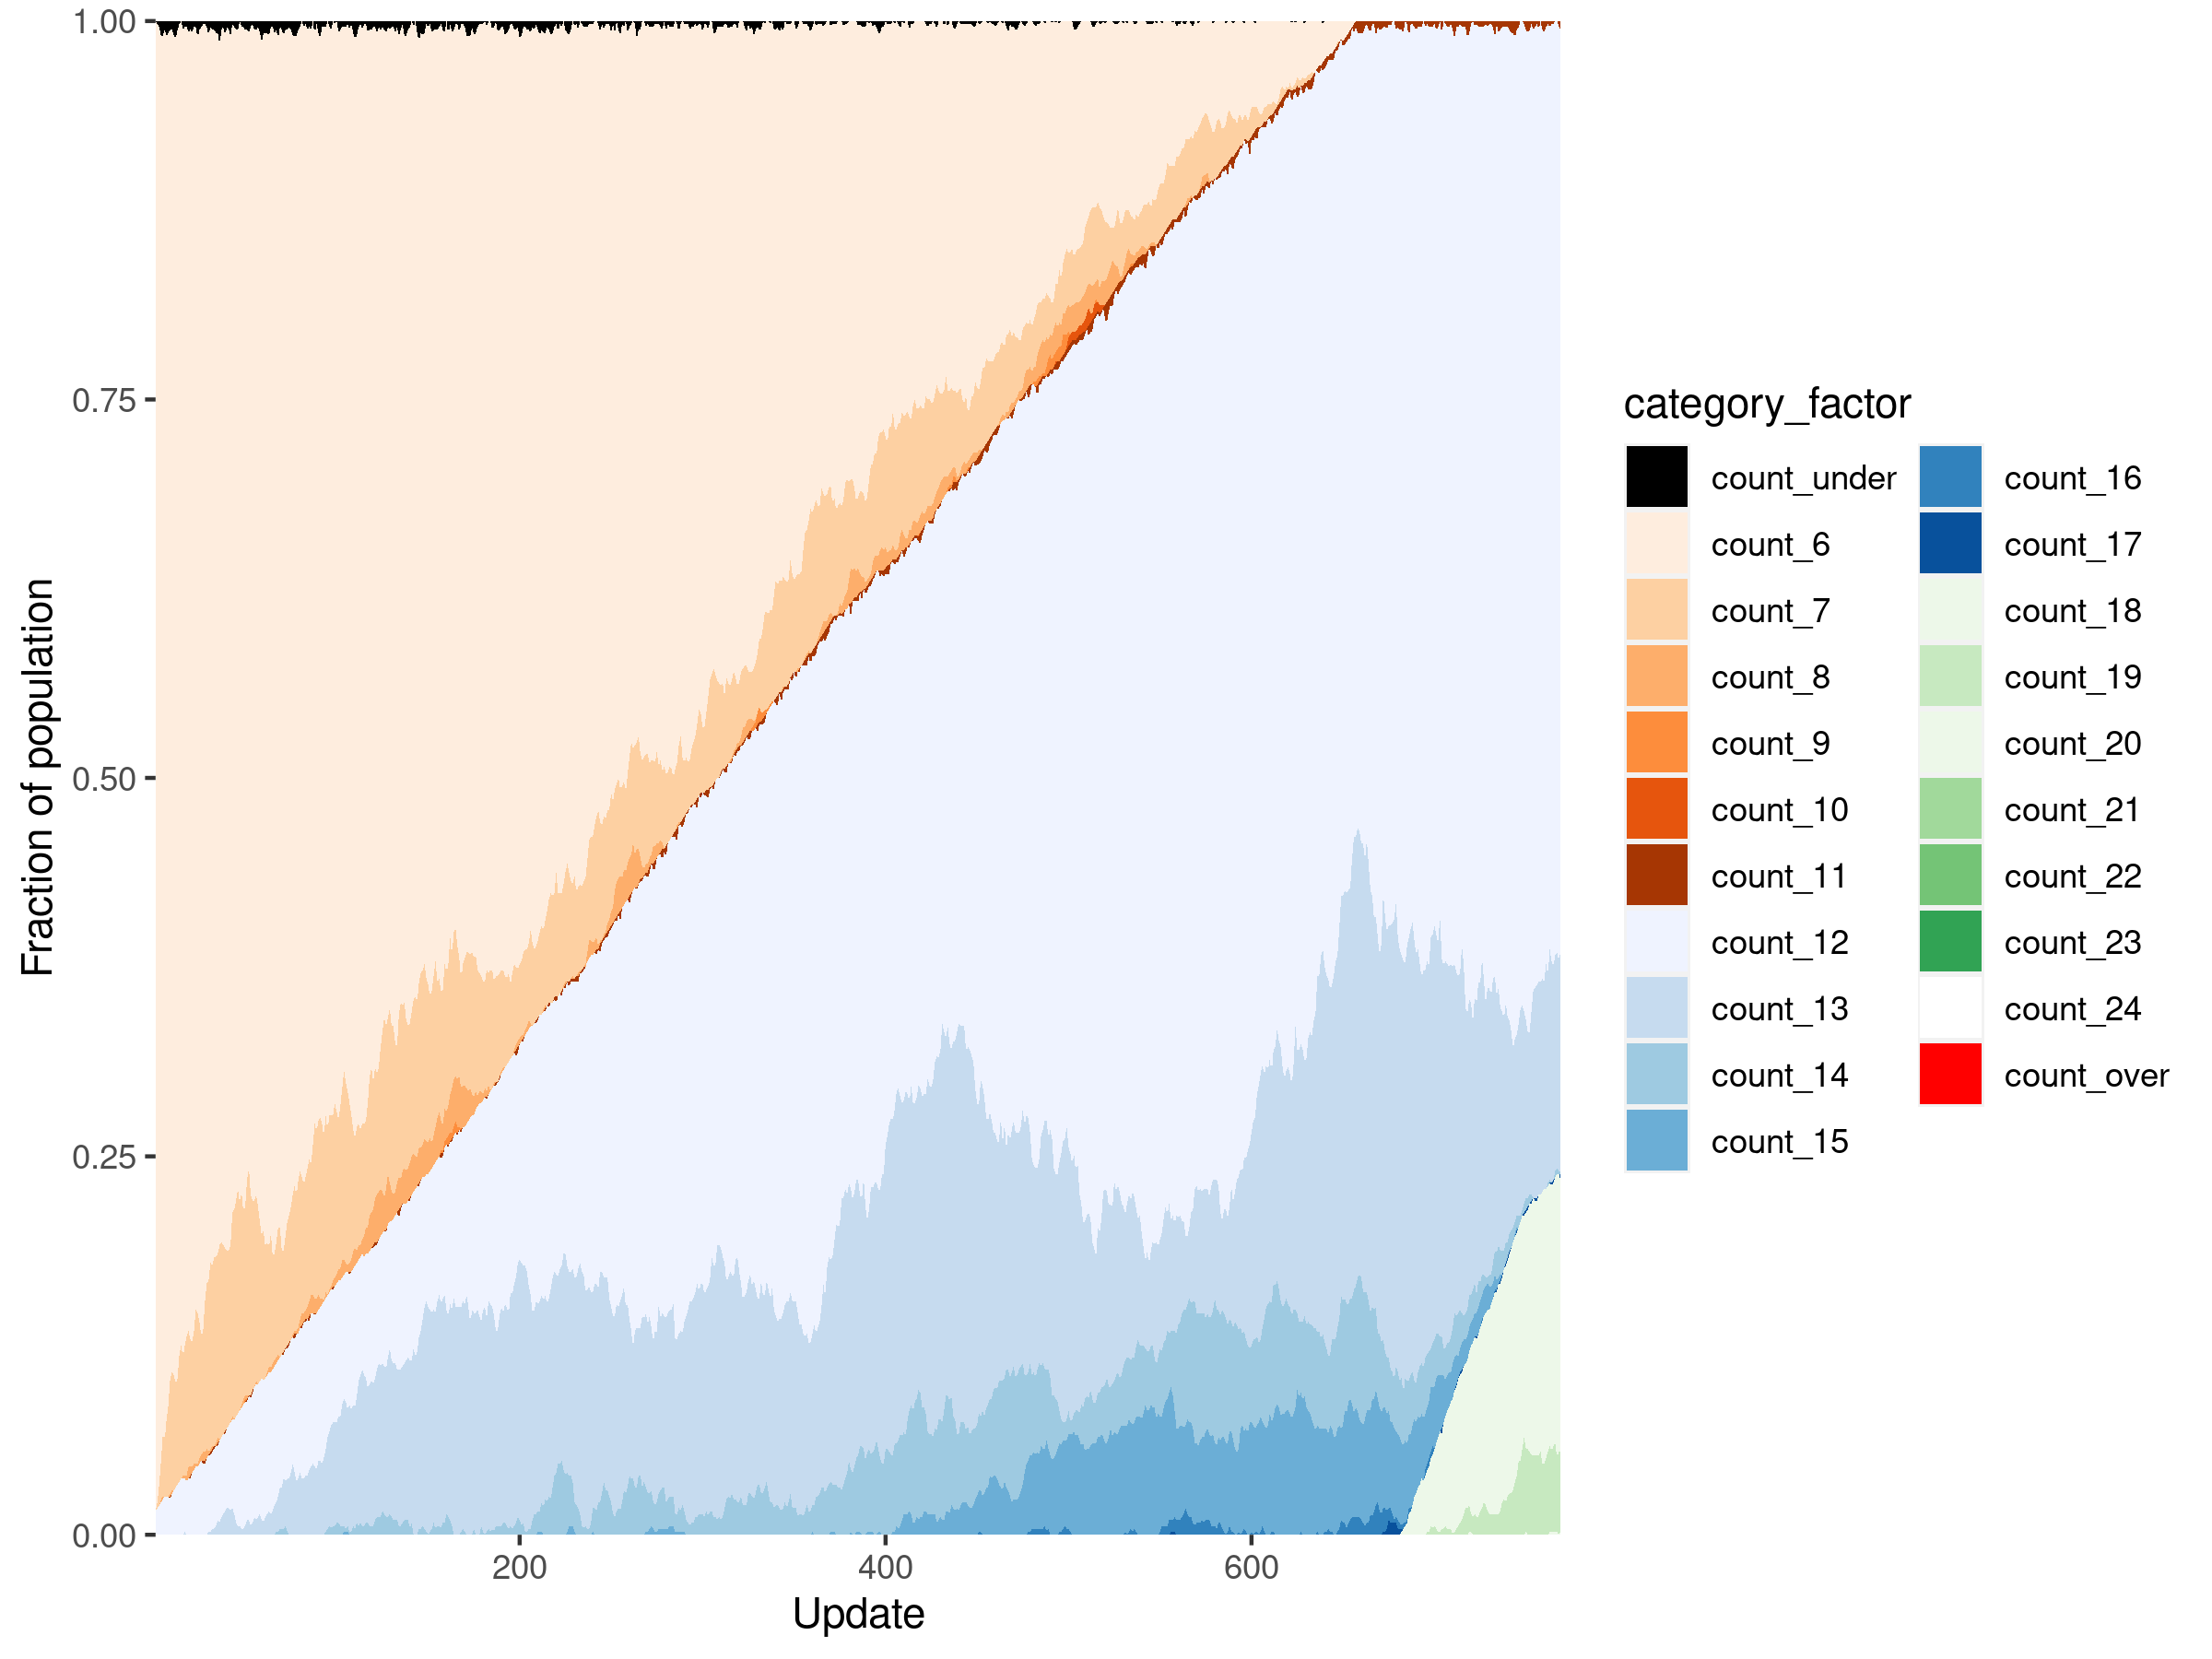 1.00
0.75
0.50
0.25
0.00
Fraction of population
200 400 600
Update
category_factor
count_under
count_6
count_7
count_8
count_9
count_10
count_11
count_12
count_13
count_14
count_15
count_16
count_17
count_18
count_19
count_20
count_21
count_22
count_23
count_24
count_over